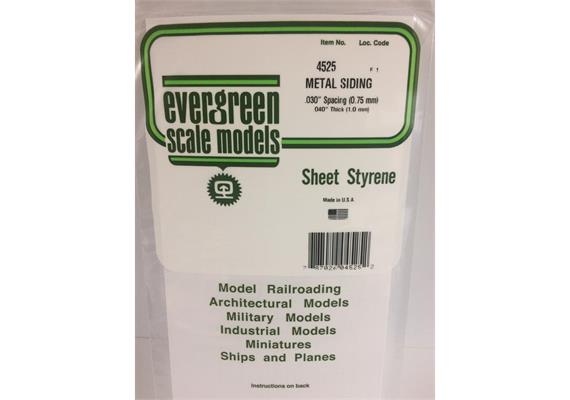 Item No. Loc. Code
4525 F 1
METAL SIDING
.030" Spacing (0.75 mm)
.040" Thick (1.0 mm)
evergreen
scale models
Sheet Styrene
Made in U.S.A
Model Railroading
Architectural Models
Military Models
Industrial Models
Miniatures
Ships and Planes
Instructions on back